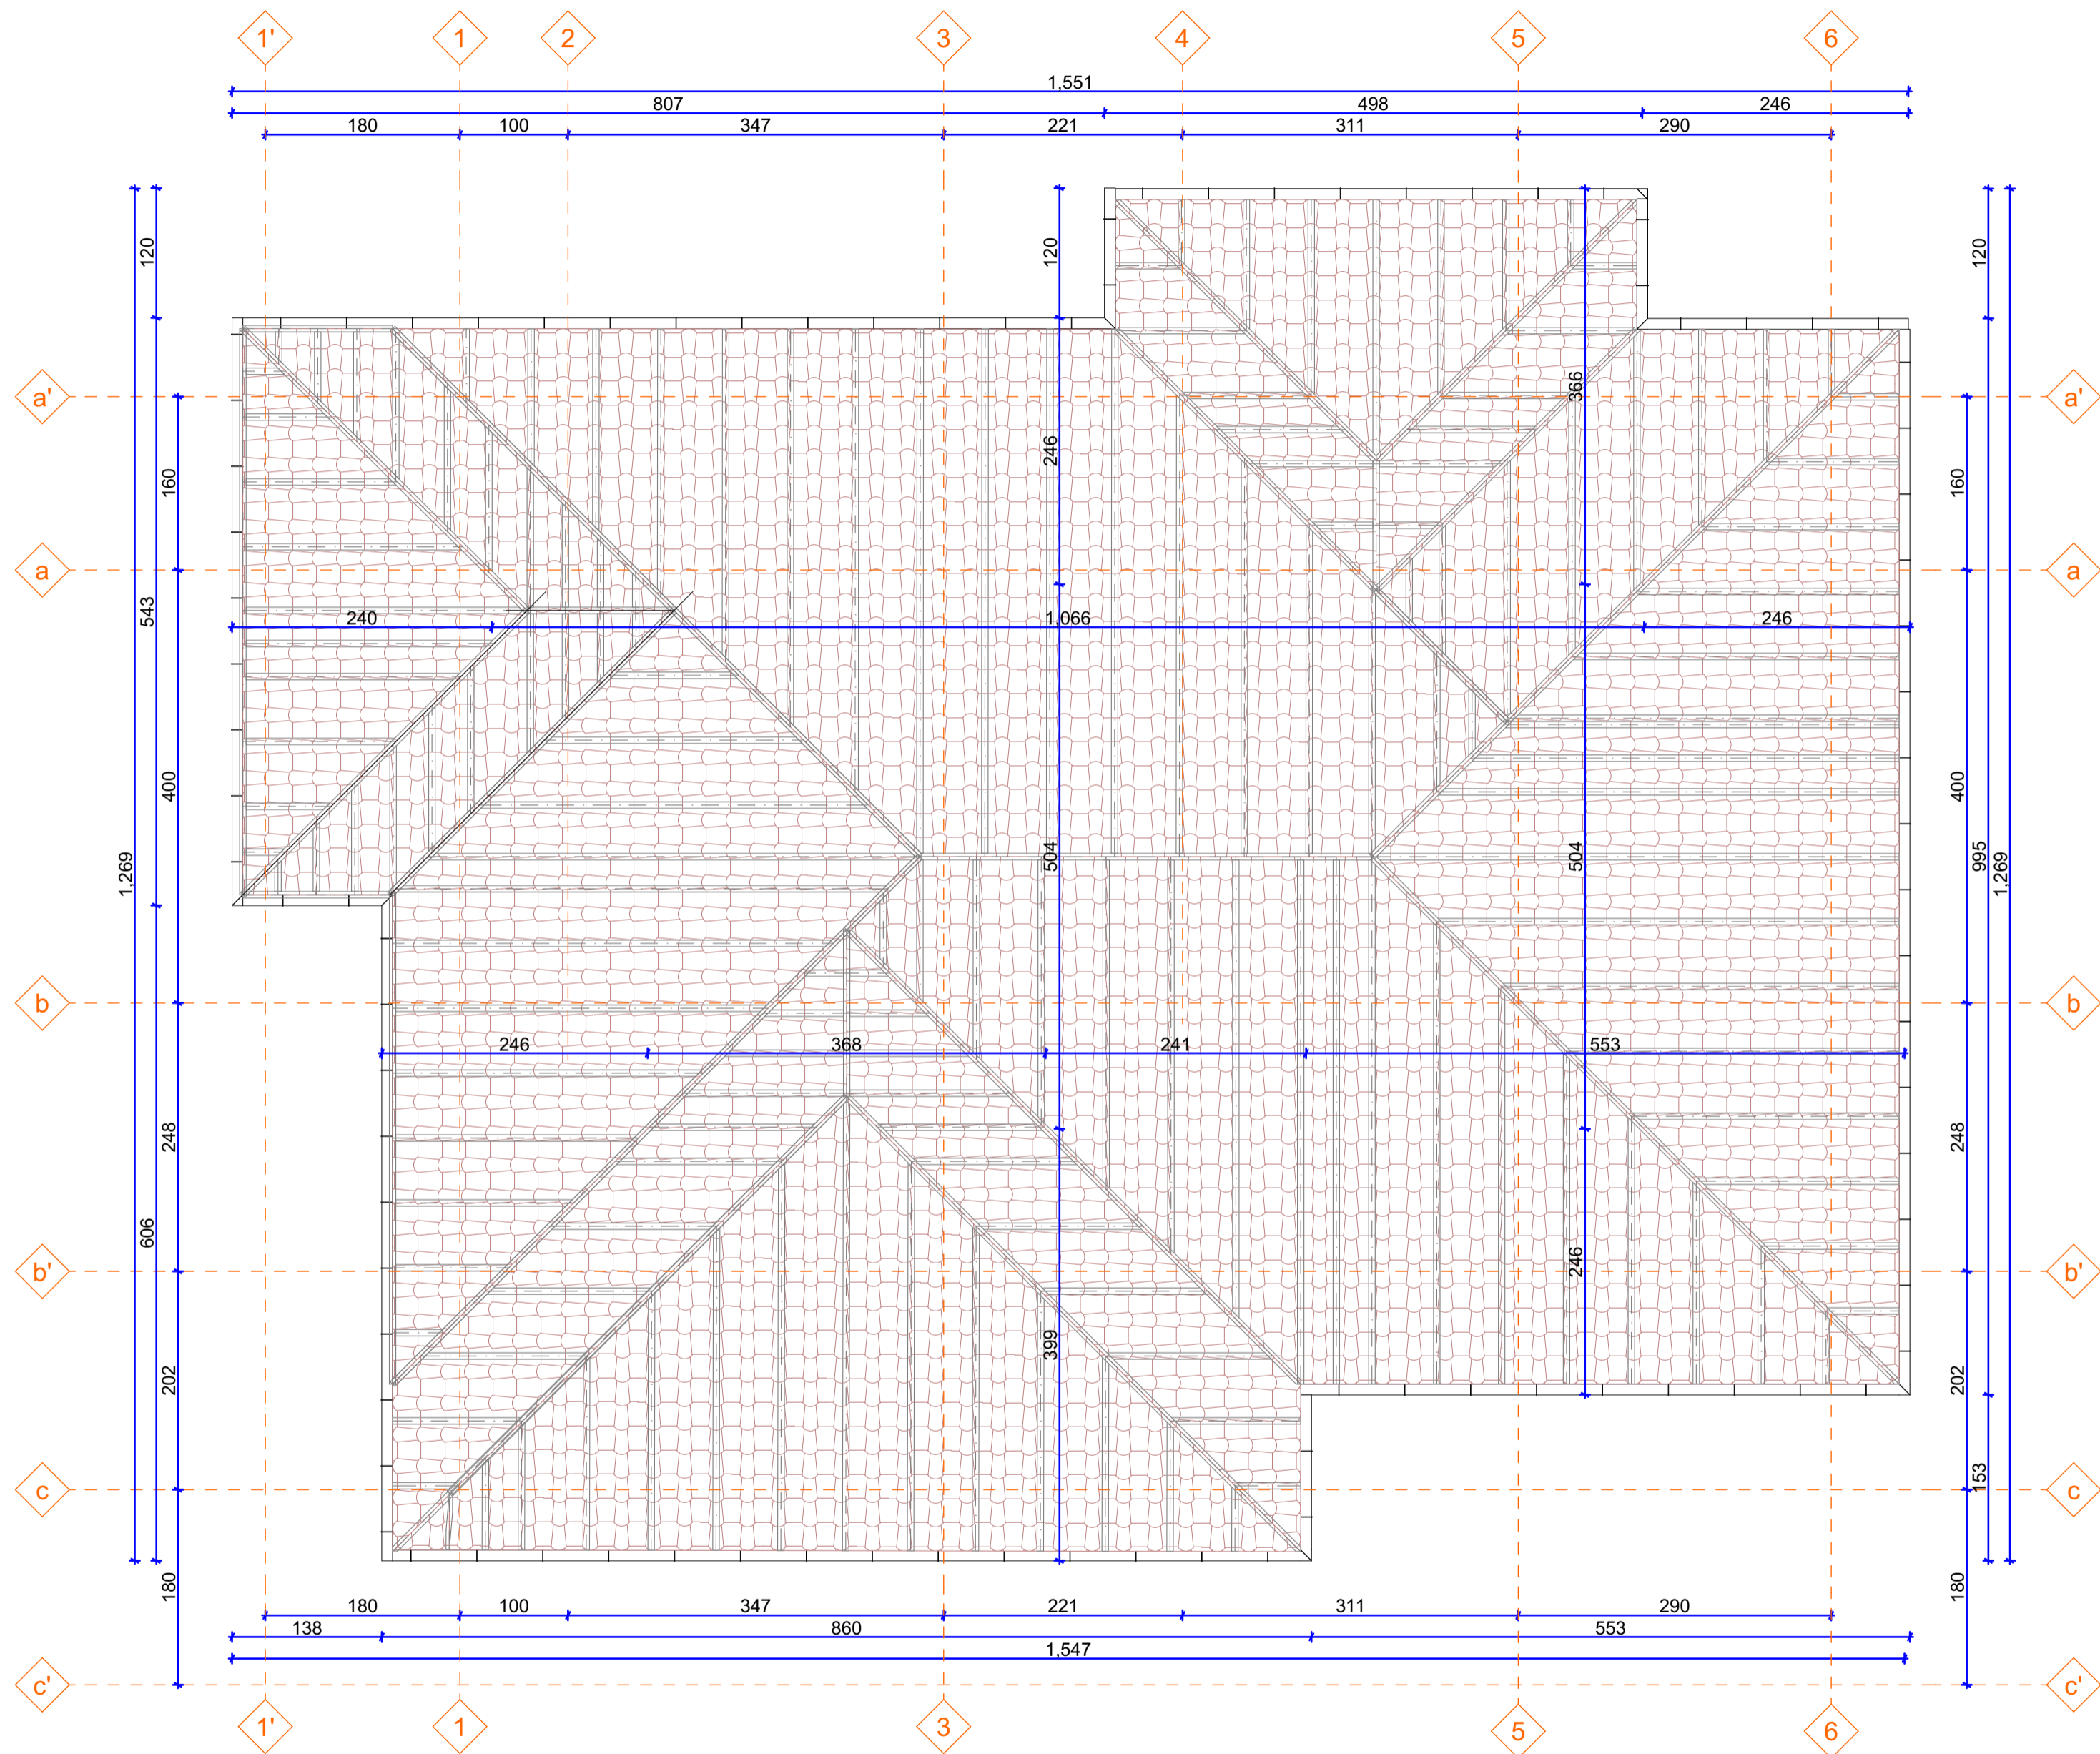 1' 1 2 3 4 5 6
1,551
807 498 246
180 100 347 221 311 290
120 120 120
a' 366 a'
246
160 160
a a
543
240 1,066 246
400 400
1,269 504 504 995 1,269
b b
246 368 241 553
248 248
606 246
b' b'
399
202 202
153
c c
180 180
180 100 347 221 311 290
138 860 553
1,547
c' c'
1' 1 3 5 6